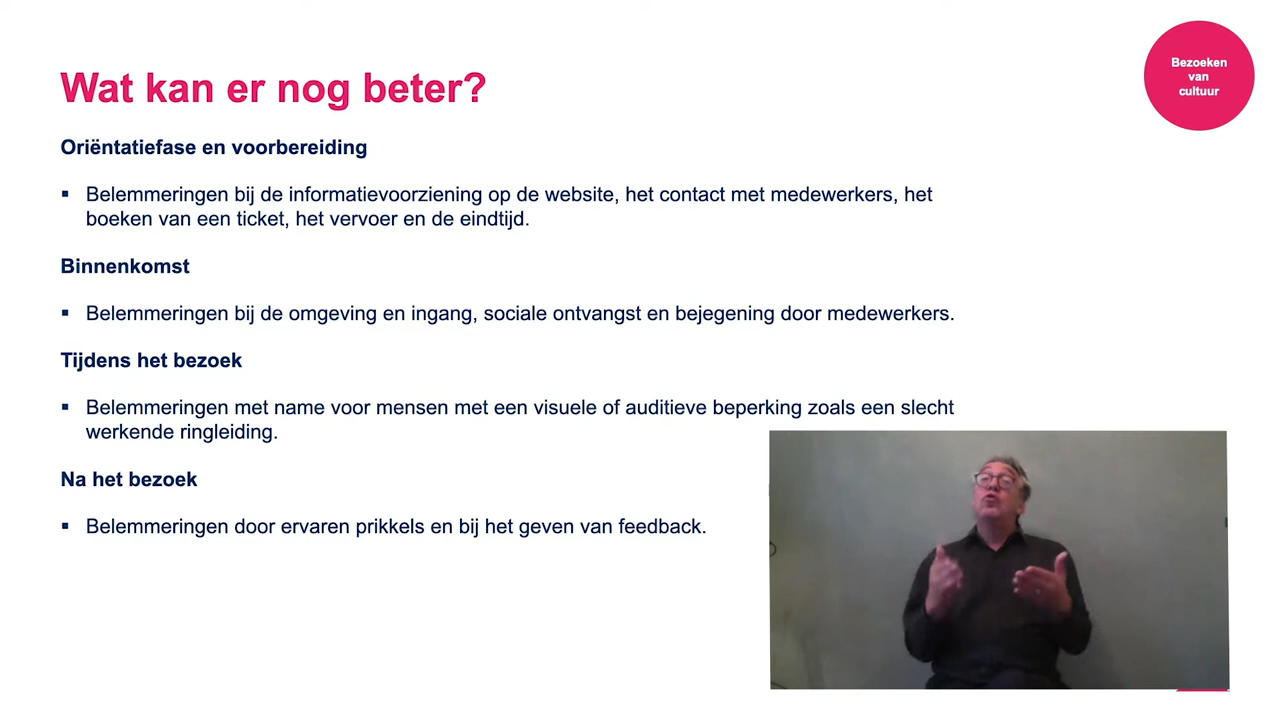 Bezoeken
van
cultuur
Wat kan er nog beter?
Oriëntatiefase en voorbereiding
▪ Belemmeringen bij de informatievoorziening op de website, het contact met medewerkers, het
boeken van een ticket, het vervoer en de eindtijd.
Binnenkomst
▪ Belemmeringen bij de omgeving en ingang, sociale ontvangst en bejegening door medewerkers.
Tijdens het bezoek
▪ Belemmeringen met name voor mensen met een visuele of auditieve beperking zoals een slecht
werkende ringleiding.
Na het bezoek
▪ Belemmeringen door ervaren prikkels en bij het geven van feedback.